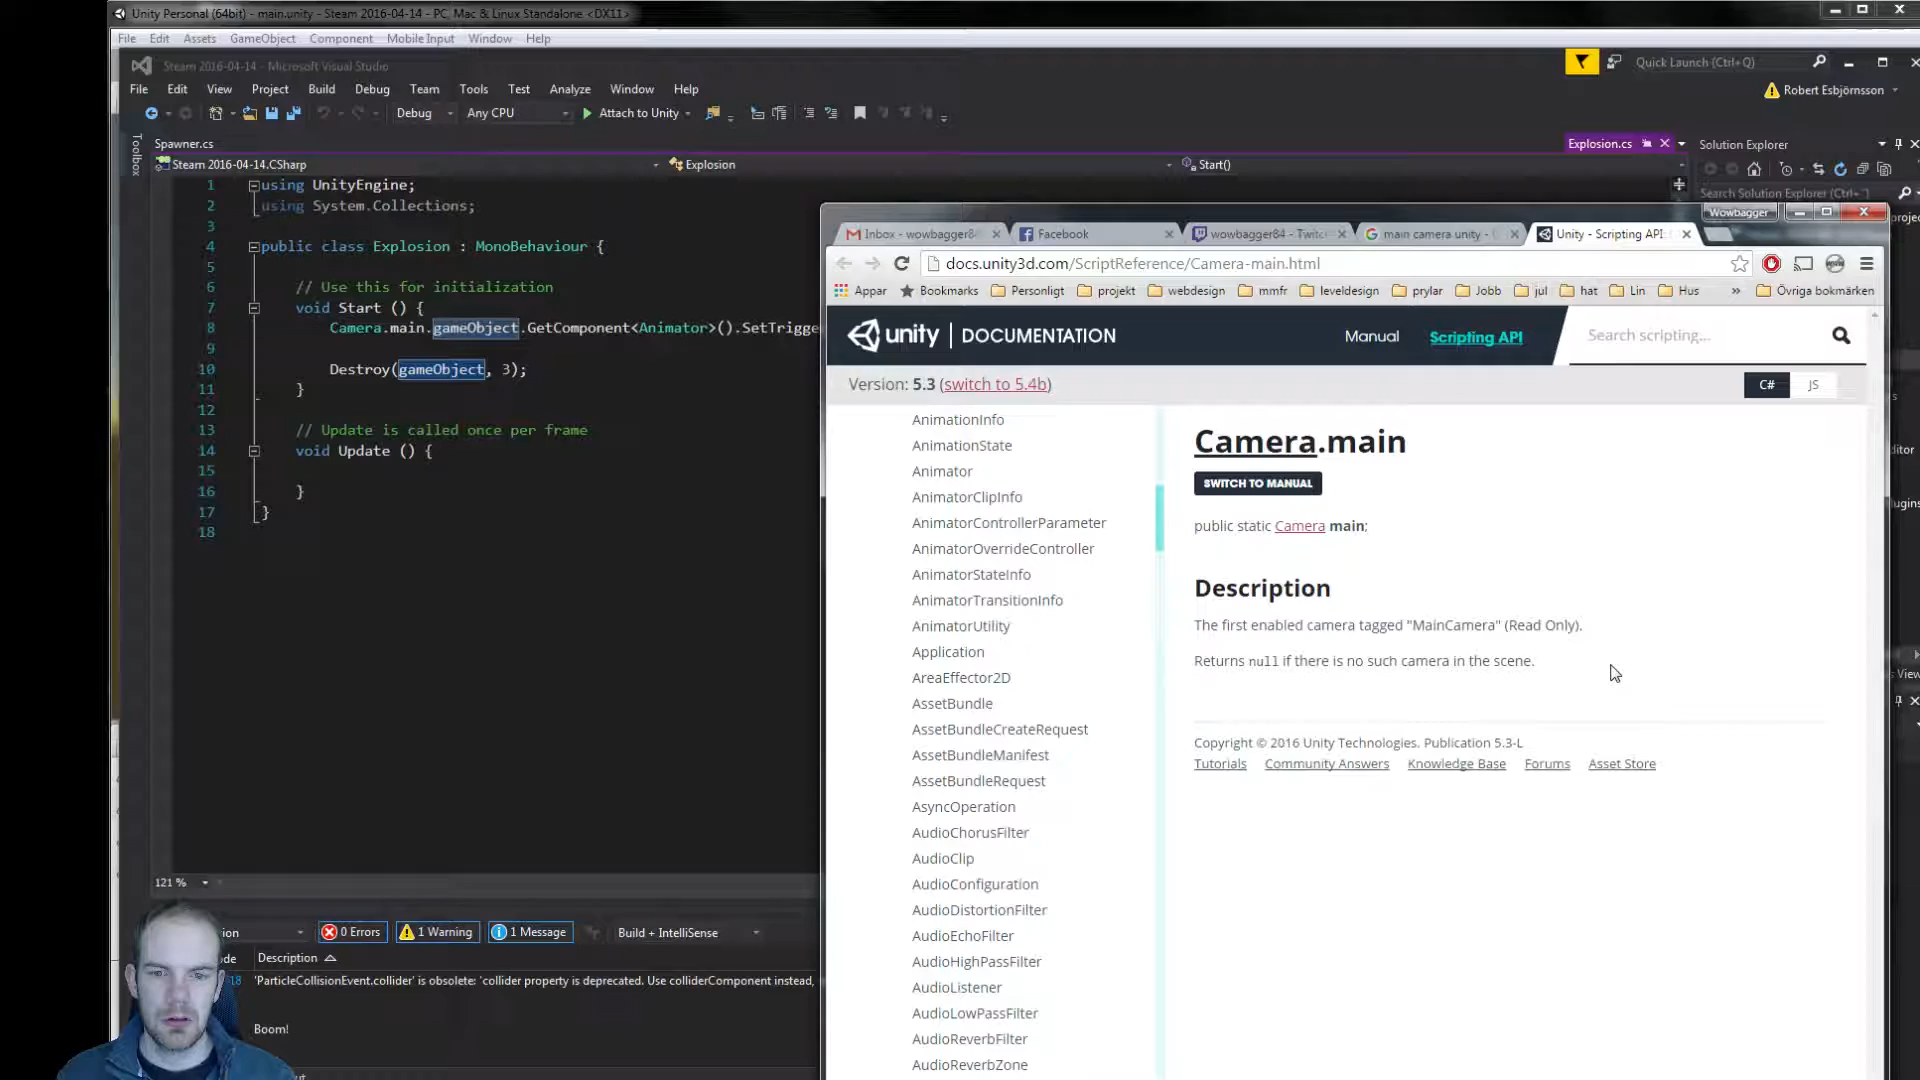 Unity Personal (64bit) - main.unity - Steam 2016-04-14 - PC, Mac & Linux Standalone <DX11>
File Edit Assets GameObject Component Mobile Input Window Help
Steam 2016-04-14 - Microsoft Visual Studio
Quick Launch (Ctrl+Q)
File Edit View Project Build Debug Team Tools Test Analyze Window Help
Robert Esbjörnsson
Debug Any CPU Attach to Unity
Toolbox
Spawner.cs
Explosion.cs
Solution Explorer
Steam 2016-04-14.CSharp
Explosion
Start()
Search Solution Explorer (Ctrl+
1 using UnityEngine;
2 using System.Collections;
3
4 public class Explosion : MonoBehaviour {
5
6 // Use this for initialization
7 void Start () {
8 Camera.main.gameObject.GetComponent<Animator>().SetTrigge
9
10 Destroy(gameObject, 3);
11 }
12
13 // Update is called once per frame
14 void Update () {
15
16 }
17 }
18
121 %
0 Errors
1 Warning
1 Message
Build + IntelliSense
Description
18 'ParticleCollisionEvent.collider' is obsolete: 'collider property is deprecated. Use colliderComponent instead,
Boom!
Wowbagger
Inbox - wowbagger8
Facebook
wowbagger84 - Twitc
main camera unity -
Unity - Scripting API:
docs.unity3d.com/ScriptReference/Camera-main.html
Appar Bookmarks Personligt projekt webdesign mmfr leveldesign prylar Jobb jul hat Lin Hus » Övriga bokmärken
unity | DOCUMENTATION
Manual
Scripting API
Search scripting...
Version: 5.3 (switch to 5.4b)
C# JS
AnimationInfo
AnimationState
Animator
AnimatorClipInfo
AnimatorControllerParameter
AnimatorOverrideController
AnimatorStateInfo
AnimatorTransitionInfo
AnimatorUtility
Application
AreaEffector2D
AssetBundle
AssetBundleCreateRequest
AssetBundleManifest
AssetBundleRequest
AsyncOperation
AudioChorusFilter
AudioClip
AudioConfiguration
AudioDistortionFilter
AudioEchoFilter
AudioHighPassFilter
AudioListener
AudioLowPassFilter
AudioReverbFilter
AudioReverbZone
Camera.main
SWITCH TO MANUAL
public static Camera main;
Description
The first enabled camera tagged "MainCamera" (Read Only).
Returns null if there is no such camera in the scene.
Copyright © 2016 Unity Technologies. Publication 5.3-L
Tutorials Community Answers Knowledge Base Forums Asset Store